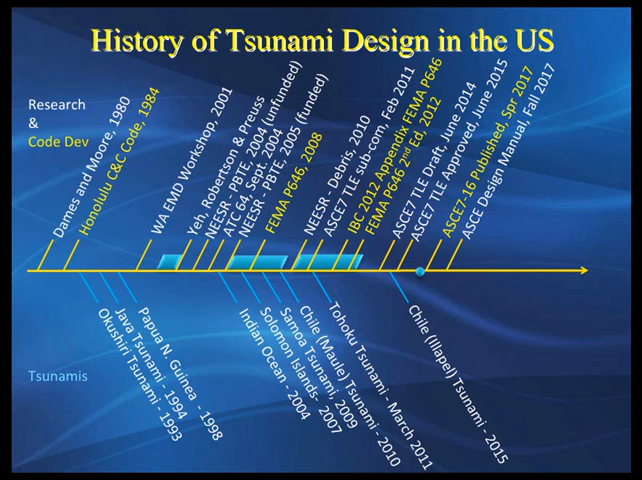 History of Tsunami Design in the US
Research
&
Code Dev
Dames and Moore, 1980
Honolulu C&C Code, 1984
WA EMD Workshop, 2001
Yeh, Robertson & Preuss
NEESR - PBTE, 2004 (unfunded)
ATC 64, Sept. 2004
NEESR - PBTE, 2005 (funded)
FEMA P646, 2008
NEESR - Debris, 2010
ASCE7 TLE sub-com, Feb 2011
IBC 2012 Appendix FEMA P646
FEMA P646 2nd Ed, 2012
ASCE7 TLE Draft, June 2014
ASCE7 TLE Approved, June 2015
ASCE7-16 Published, Spr 2017
ASCE Design Manual, Fall 2017
Tsunamis
Okushiri Tsunami - 1993
Java Tsunami - 1994
Papua N. Guinea - 1998
Indian Ocean - 2004
Solomon Islands - 2007
Samoa Tsunami, 2009
Chile (Maule) Tsunami - 2010
Tohoku Tsunami - March 2011
Chile (Illapel) Tsunami - 2015